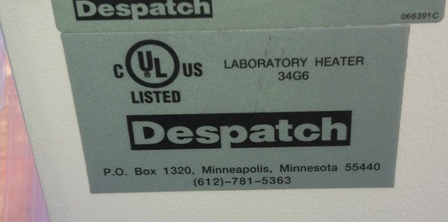 Despatch
066391C
C UL US
LISTED
LABORATORY HEATER
34G6
Despatch
P.O. Box 1320, Minneapolis, Minnesota 55440
(612)-781-5363